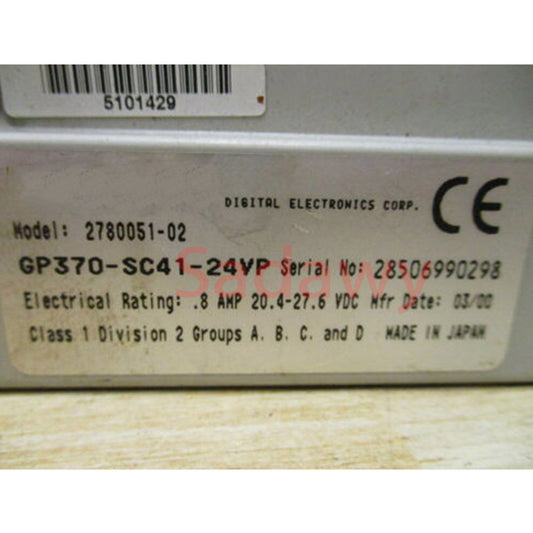 5101429
DIGITAL ELECTRONICS CORP. CE
Model: 2780051-02
GP370-SC41-24VP Serial No: 28506990298
Electrical Rating: .8 AMP 20.4-27.6 VDC Mfr Date: 03/00
Class 1 Division 2 Groups A. B. C. and D MADE IN JAPAN
Sadawy